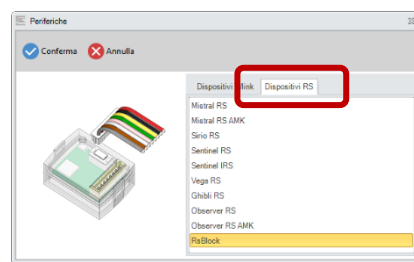 Periferiche
Conferma Annulla
Dispositivi Mink Dispositivi RS
Mistral RS
Mistral RS AMK
Sirio RS
Sentinel RS
Sentinel IRS
Vega RS
Ghibli RS
Observer RS
Observer RS AMK
RsBlock